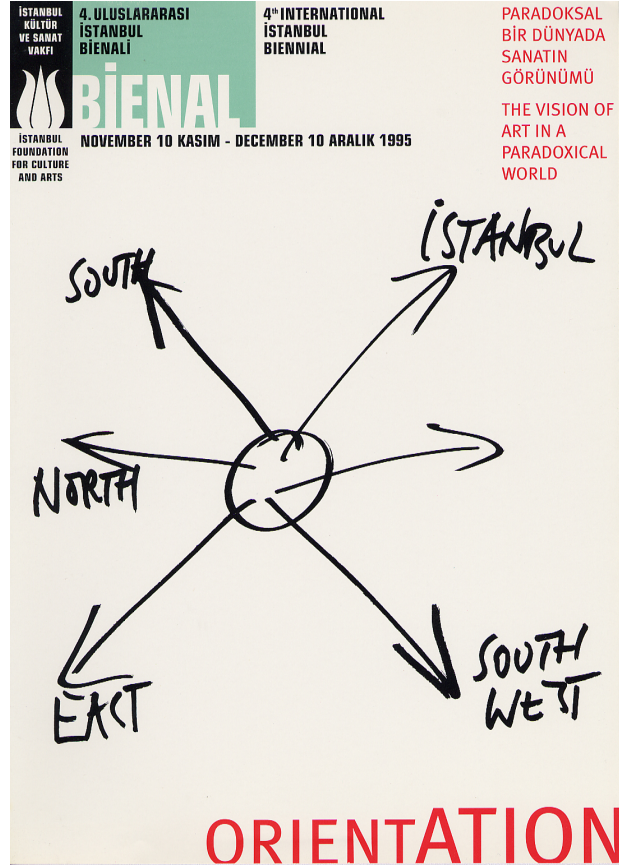 İSTANBUL
KÜLTÜR
VE SANAT
VAKFI
4. ULUSLARARASI
İSTANBUL
BİENALİ
4th INTERNATIONAL
İSTANBUL
BIENNIAL
BİENAL
İSTANBUL
FOUNDATION
FOR CULTURE
AND ARTS
NOVEMBER 10 KASIM - DECEMBER 10 ARALIK 1995
PARADOKSAL
BİR DÜNYADA
SANATIN
GÖRÜNÜMÜ
THE VISION OF
ART IN A
PARADOXICAL
WORLD
SOUTH
İSTANBUL
NORTH
EAST
SOUTH
WEST
ORIENTATION